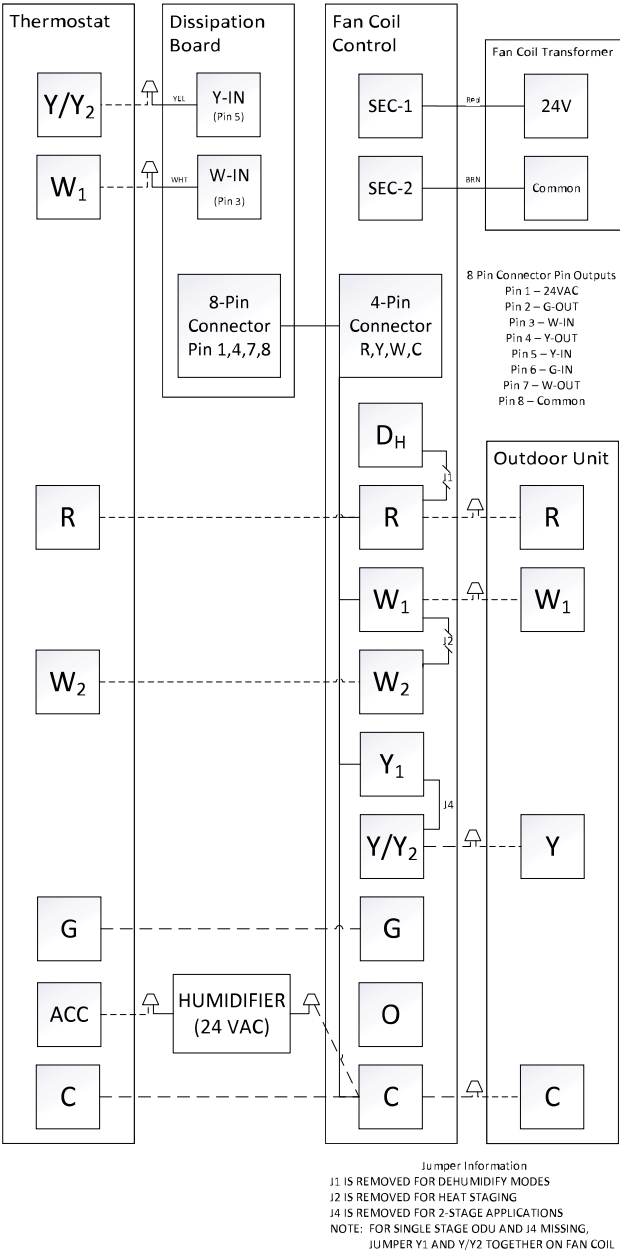 Thermostat
Dissipation
Board
Fan Coil
Control
Fan Coil Transformer
Y/Y2
YEL
Y-IN
(Pin 5)
SEC-1
Red
24V
W1
WHT
W-IN
(Pin 3)
SEC-2
BRN
Common
8-Pin
Connector
Pin 1,4,7,8
4-Pin
Connector
R,Y,W,C
8 Pin Connector Pin Outputs
Pin 1 – 24VAC
Pin 2 – G-OUT
Pin 3 – W-IN
Pin 4 – Y-OUT
Pin 5 – Y-IN
Pin 6 – G-IN
Pin 7 – W-OUT
Pin 8 – Common
DH
J1
Outdoor Unit
R
R
R
W1
W1
J2
W2
W2
Y1
J4
Y/Y2
Y
G
G
ACC
HUMIDIFIER
(24 VAC)
O
C
C
C
Jumper Information
J1 IS REMOVED FOR DEHUMIDIFY MODES
J2 IS REMOVED FOR HEAT STAGING
J4 IS REMOVED FOR 2-STAGE APPLICATIONS
NOTE: FOR SINGLE STAGE ODU AND J4 MISSING,
JUMPER Y1 AND Y/Y2 TOGETHER ON FAN COIL